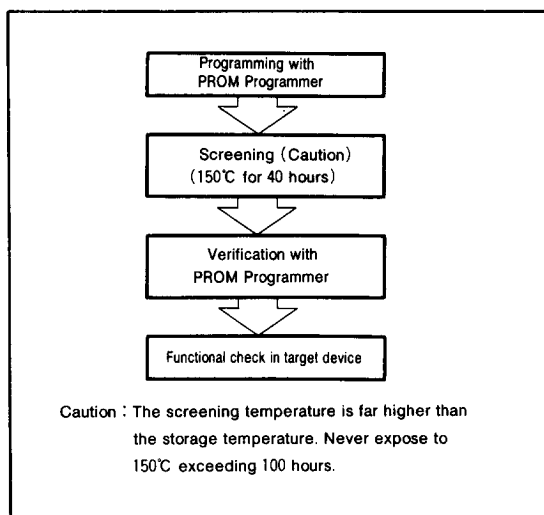 Programming with
PROM Programmer
Screening (Caution)
(150℃ for 40 hours)
Verification with
PROM Programmer
Functional check in target device
Caution : The screening temperature is far higher than
the storage temperature. Never expose to
150℃ exceeding 100 hours.